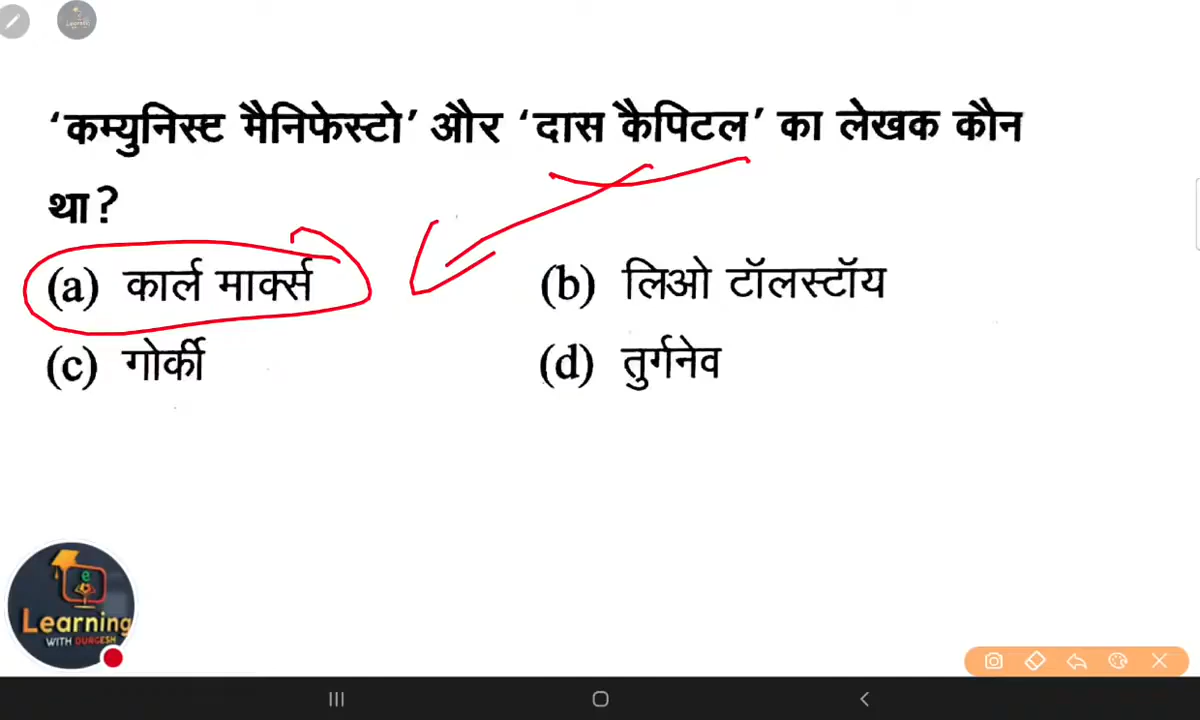 ‘कम्युनिस्ट मैनिफेस्टो’ और ‘दास कैपिटल’ का लेखक कौन
था?
(a) कार्ल मार्क्स (b) लिओ टॉलस्टॉय
(c) गोर्की (d) तुर्गनेव
e
Learning
WITH DURGESH